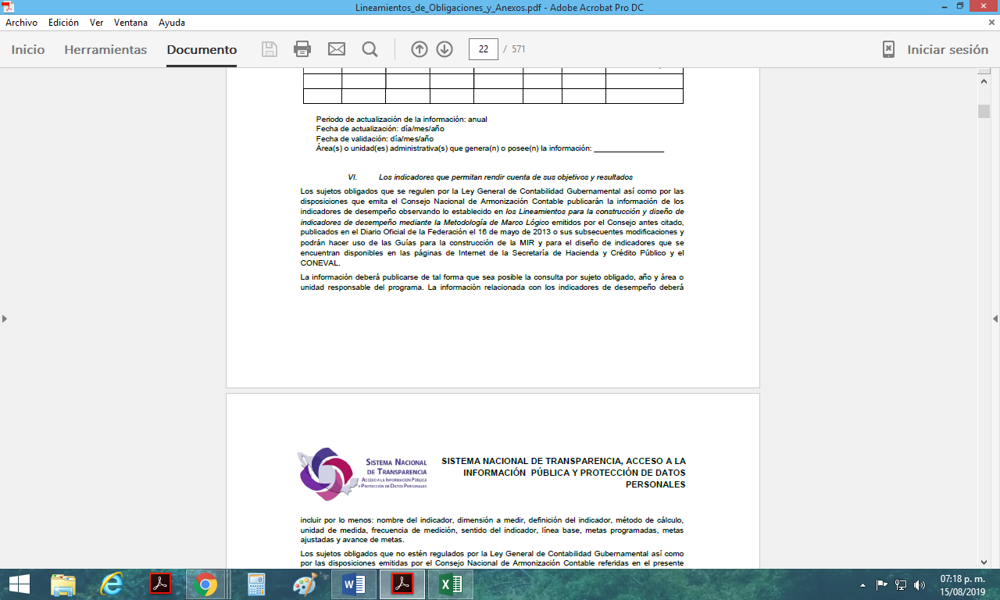 Lineamientos_de_Obligaciones_y_Anexos.pdf - Adobe Acrobat Pro DC
Archivo Edición Ver Ventana Ayuda
Inicio Herramientas Documento 22 / 571 Iniciar sesión
Periodo de actualización de la información: anual
Fecha de actualización: día/mes/año
Fecha de validación: día/mes/año
Área(s) o unidad(es) administrativa(s) que genera(n) o posee(n) la información: ________________
VI. Los indicadores que permitan rendir cuenta de sus objetivos y resultados
Los sujetos obligados que se regulen por la Ley General de Contabilidad Gubernamental así como por las
disposiciones que emita el Consejo Nacional de Armonización Contable publicarán la información de los
indicadores de desempeño observando lo establecido en los Lineamientos para la construcción y diseño de
indicadores de desempeño mediante la Metodología de Marco Lógico emitidos por el Consejo antes citado,
publicados en el Diario Oficial de la Federación el 16 de mayo de 2013 o sus subsecuentes modificaciones y
podrán hacer uso de las Guías para la construcción de la MIR y para el diseño de indicadores que se
encuentran disponibles en las páginas de Internet de la Secretaría de Hacienda y Crédito Público y el
CONEVAL.
La información deberá publicarse de tal forma que sea posible la consulta por sujeto obligado, año y área o
unidad responsable del programa. La información relacionada con los indicadores de desempeño deberá
SISTEMA NACIONAL
DE TRANSPARENCIA
ACCESO A LA INFORMACIÓN PÚBLICA
Y PROTECCIÓN DE DATOS PERSONALES
SISTEMA NACIONAL DE TRANSPARENCIA, ACCESO A LA
INFORMACIÓN PÚBLICA Y PROTECCIÓN DE DATOS
PERSONALES
incluir por lo menos: nombre del indicador, dimensión a medir, definición del indicador, método de cálculo,
unidad de medida, frecuencia de medición, sentido del indicador, línea base, metas programadas, metas
ajustadas y avance de metas.
Los sujetos obligados que no estén regulados por la Ley General de Contabilidad Gubernamental así como
por las disposiciones emitidas por el Consejo Nacional de Armonización Contable referidas en el presente
07:18 p. m.
15/08/2019